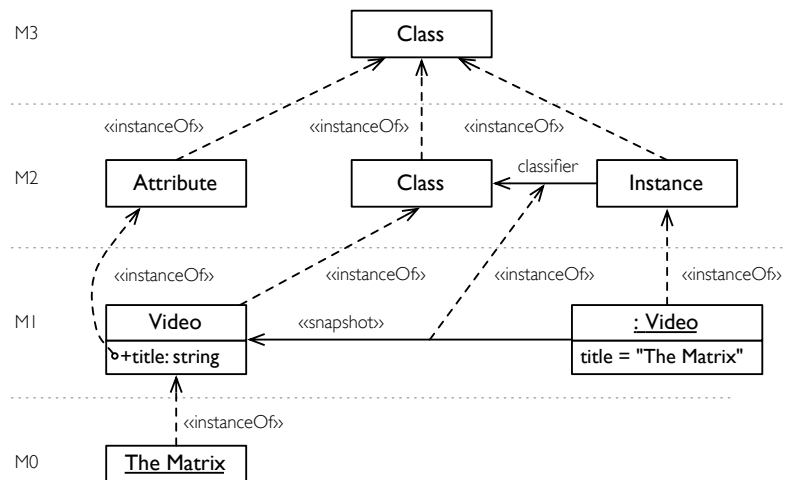 M3
Class
«instanceOf»
«instanceOf»
«instanceOf»
M2
Attribute
Class
classifier
Instance
«instanceOf»
«instanceOf»
«instanceOf»
«instanceOf»
M1
Video
«snapshot»
: Video
+title: string
title = "The Matrix"
«instanceOf»
M0
The Matrix